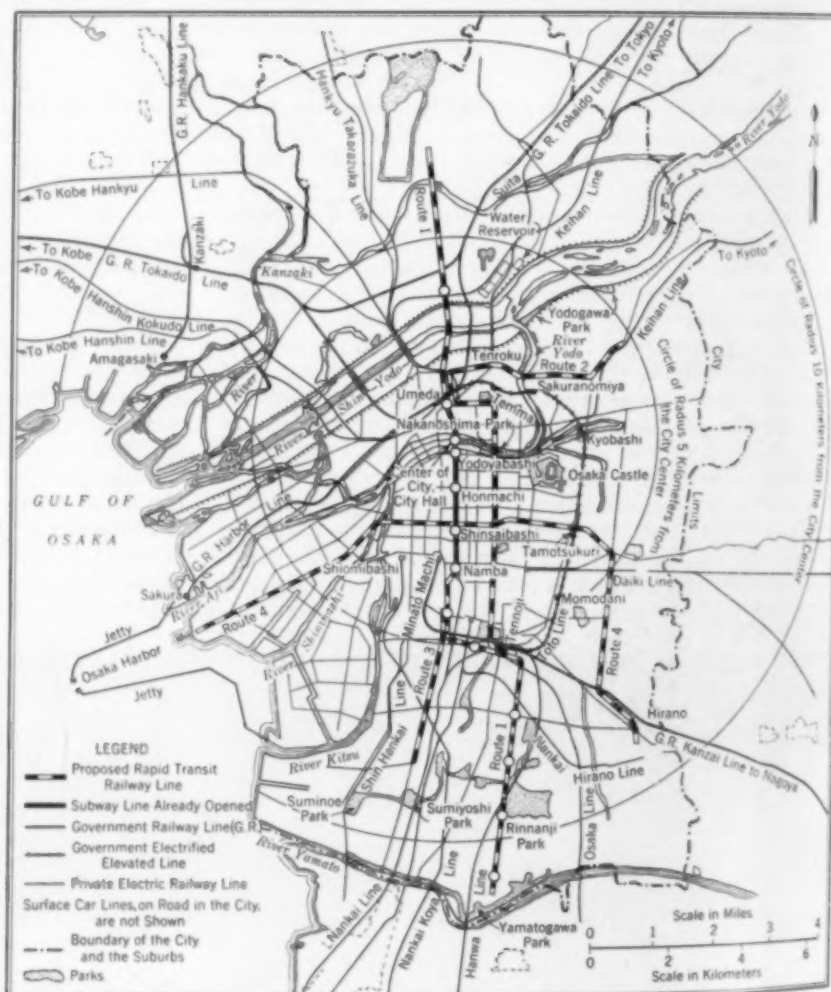 G.R. Hankaku Line
Hankyu Takarazuka Line
G. R. Tokaido Line
To Tokyo
To Kyoto
River Yodo
N
To Kobe Hankyu Line
Kanzaki
Route 1
Suita
Water
Reservoir
Keihan Line
To Kobe G. R. Tokaido Line
Kanzaki
To Kyoto
To Kobe
Hanshin Kokudo Line
To Kobe Hanshin Line
Amagasaki
River
Yodogawa
Park
River
Yodo
Keihan Line
Route 2
Tenroku
Sakuranomiya
Umeda
River Shin-Yodo
Temma
Nakanoshima Park
Kyobashi
Yodoyabashi
Osaka Castle
Center of
City,
City Hall
Honmachi
City Limits
Circle of Radius 5 Kilometers from
the City Center
Circle of Radius 10 Kilometers from the City Center
GULF OF
OSAKA
G.R. Harbor Line
Shinsaibashi
Tamotsukuri
Shiomibashi
Namba
Daiki Line
Sakura
River Aji
Route 4
Minato Machi
Momodani
Jetty
Osaka Harbor
Jetty
River
Tennoji
Joto Line
Route 4
Route 3
Hirano
G.R. Kanzai Line to Nagoya
River Kitsu
Shin Hankai Line
Route 1
Nankai
Hirano Line
Suminoe
Park
Sumiyoshi
Park
Rinnanji
Park
Osaka Line
River Yamato
Nankai Line
Nankai Koya Line
Hanwa Line
Yamatogawa
Park
LEGEND
Proposed Rapid Transit
Railway Line
Subway Line Already Opened
Government Railway Line(G.R.)
Government Electrified
Elevated Line
Private Electric Railway Line
Surface Car Lines, on Road in the City,
are not Shown
Boundary of the City
and the Suburbs
Parks
Scale in Miles
0 1 2 3 4
0 2 4 6
Scale in Kilometers